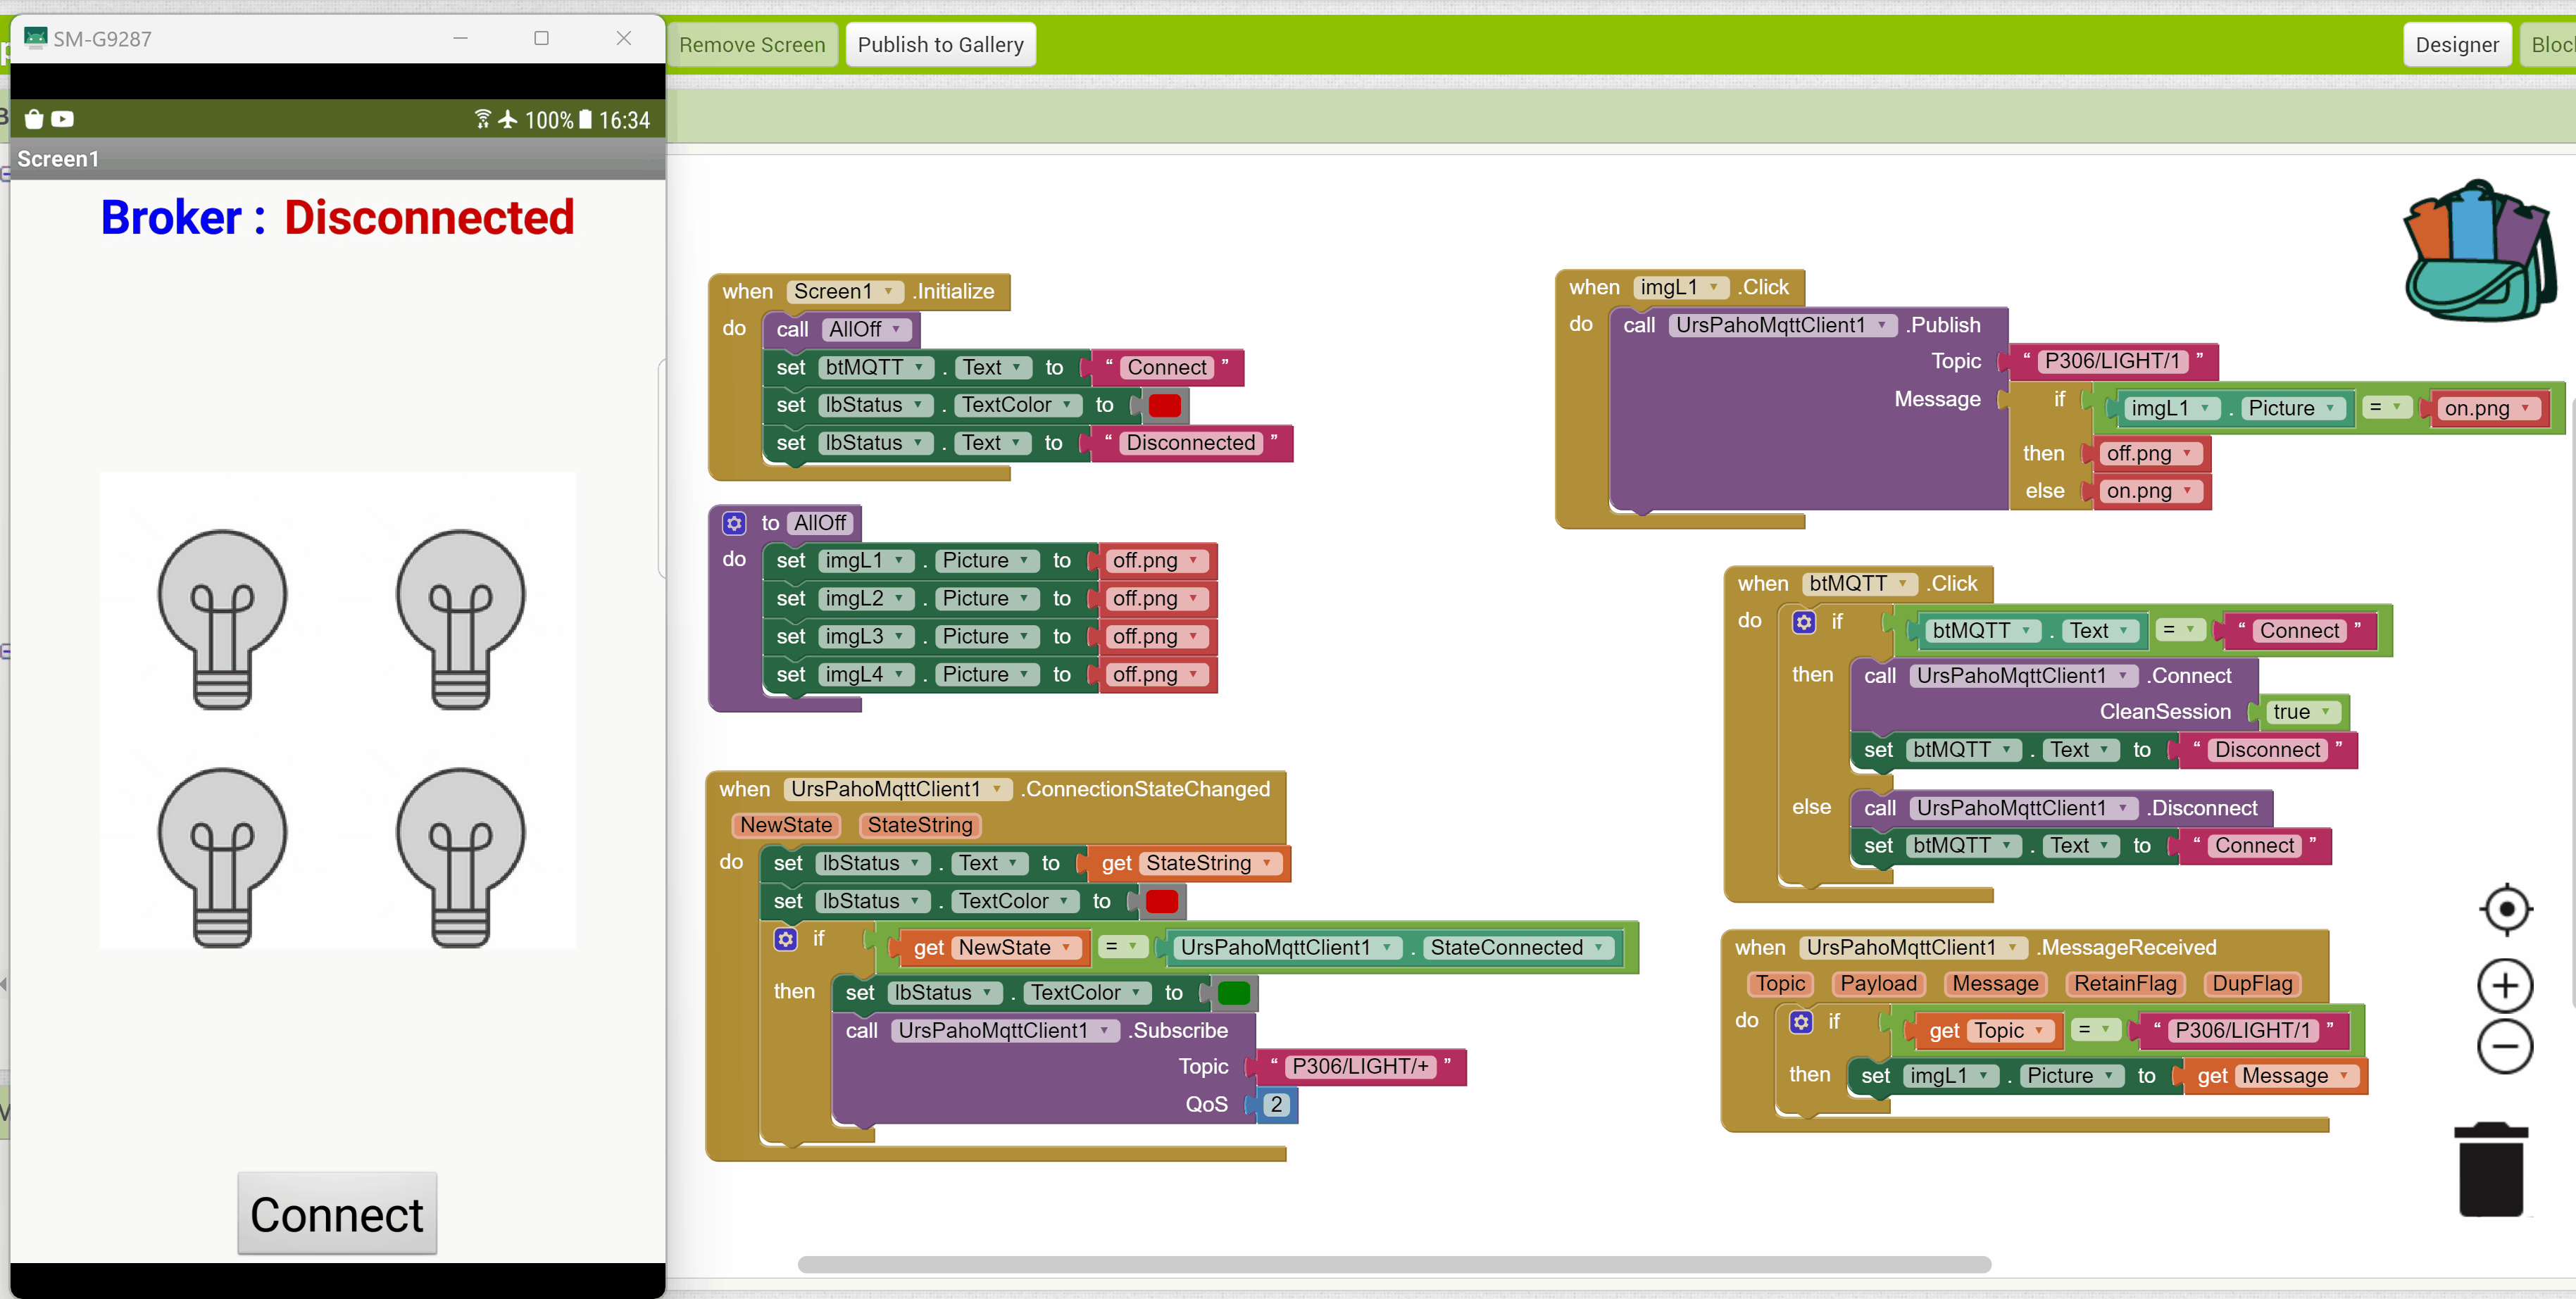 SM-G9287
Remove Screen
Publish to Gallery
Designer
100% 16:34
Screen1
Broker : Disconnected
Connect
when Screen1 .Initialize
do call AllOff
set btMQTT . Text to “ Connect ”
set lbStatus . TextColor to
set lbStatus . Text to “ Disconnected ”
to AllOff
do set imgL1 . Picture to off.png
set imgL2 . Picture to off.png
set imgL3 . Picture to off.png
set imgL4 . Picture to off.png
when UrsPahoMqttClient1 .ConnectionStateChanged
NewState StateString
do set lbStatus . Text to get StateString
set lbStatus . TextColor to
if get NewState = UrsPahoMqttClient1 . StateConnected
then set lbStatus . TextColor to
call UrsPahoMqttClient1 .Subscribe
Topic “ P306/LIGHT/+ ”
QoS 2
when imgL1 .Click
do call UrsPahoMqttClient1 .Publish
Topic “ P306/LIGHT/1 ”
Message if imgL1 . Picture = on.png
then off.png
else on.png
when btMQTT .Click
do if btMQTT . Text = “ Connect ”
then call UrsPahoMqttClient1 .Connect
CleanSession true
set btMQTT . Text to “ Disconnect ”
else call UrsPahoMqttClient1 .Disconnect
set btMQTT . Text to “ Connect ”
when UrsPahoMqttClient1 .MessageReceived
Topic Payload Message RetainFlag DupFlag
do if get Topic = “ P306/LIGHT/1 ”
then set imgL1 . Picture to get Message